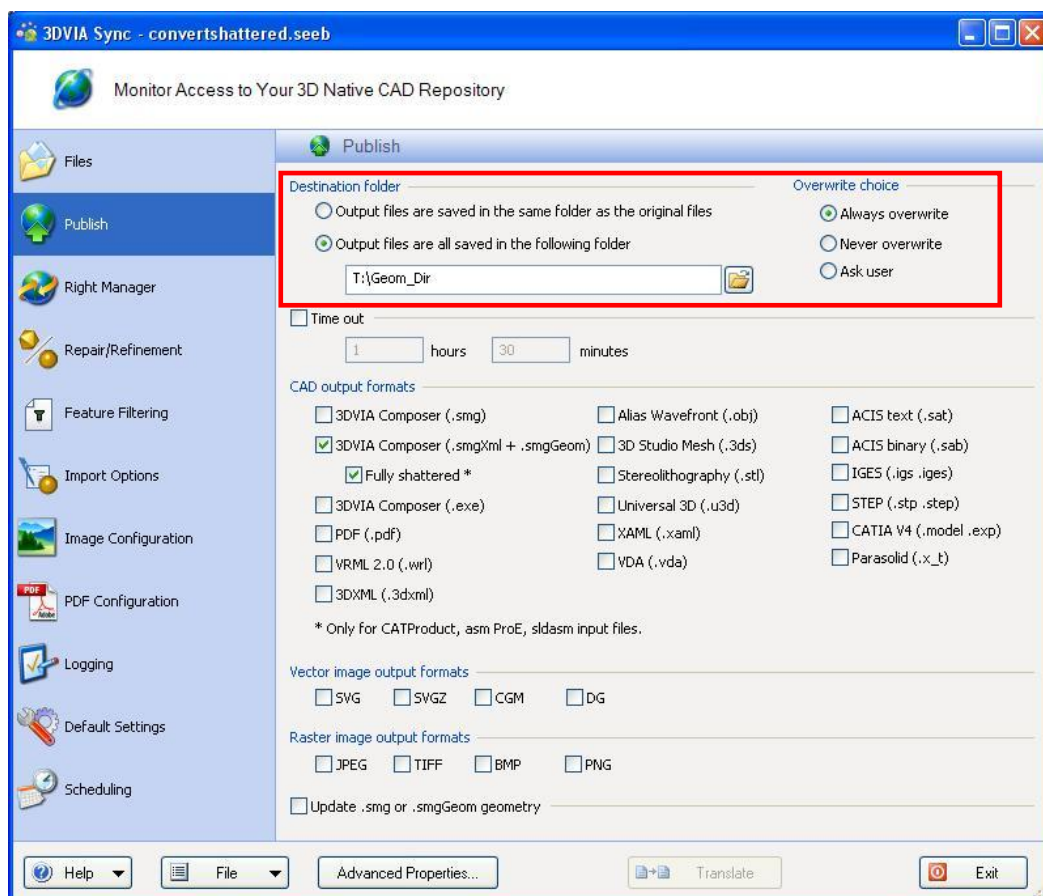 3DVIA Sync - convertshattered.seeb
Monitor Access to Your 3D Native CAD Repository
Files
Publish
Right Manager
Repair/Refinement
Feature Filtering
Import Options
Image Configuration
PDF
Adobe
PDF Configuration
Logging
Default Settings
Scheduling
Publish
Destination folder
Output files are saved in the same folder as the original files
Output files are all saved in the following folder
T:\Geom_Dir
Overwrite choice
Always overwrite
Never overwrite
Ask user
Time out
1 hours 30 minutes
CAD output formats
3DVIA Composer (.smg)
3DVIA Composer (.smgXml + .smgGeom)
Fully shattered *
3DVIA Composer (.exe)
PDF (.pdf)
VRML 2.0 (.wrl)
3DXML (.3dxml)
Alias Wavefront (.obj)
3D Studio Mesh (.3ds)
Stereolithography (.stl)
Universal 3D (.u3d)
XAML (.xaml)
VDA (.vda)
ACIS text (.sat)
ACIS binary (.sab)
IGES (.igs .iges)
STEP (.stp .step)
CATIA V4 (.model .exp)
Parasolid (.x_t)
* Only for CATProduct, asm ProE, sldasm input files.
Vector image output formats
SVG SVGZ CGM DG
Raster image output formats
JPEG TIFF BMP PNG
Update .smg or .smgGeom geometry
Help File Advanced Properties... Translate Exit